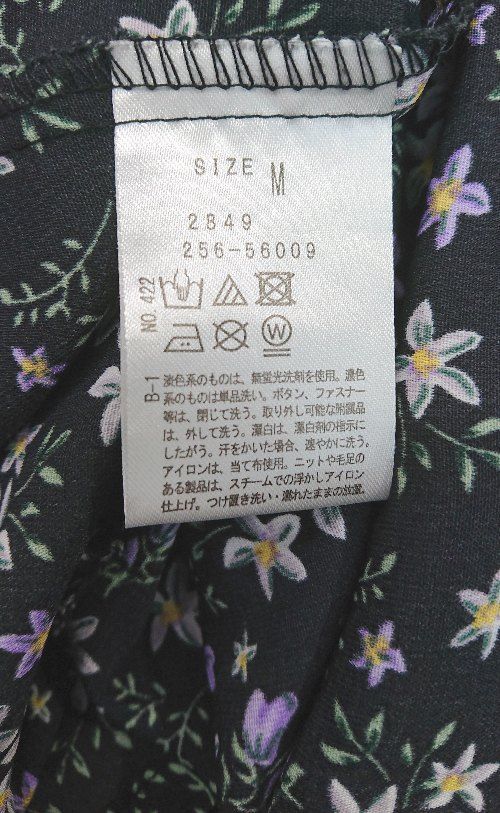 SIZE M
2849
256-56009
NO. 422
W
B-1
淡色系のものは、無蛍光洗剤を使用。濃色
系のものは単品洗い。ボタン、ファスナー
等は、閉じて洗う。取り外し可能な附属品
は、外して洗う。漂白は、漂白剤の指示に
したがう。汗をかいた場合、速やかに洗う。
アイロンは、当て布使用。ニットや毛足の
ある製品は、スチームでの浮かしアイロン
仕上げ。つけ置き洗い・濡れたままの放置。